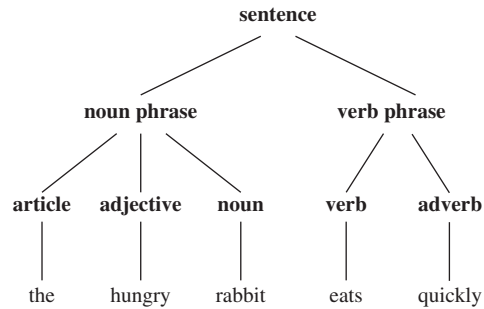 sentence
noun phrase verb phrase
article adjective noun verb adverb
the hungry rabbit eats quickly